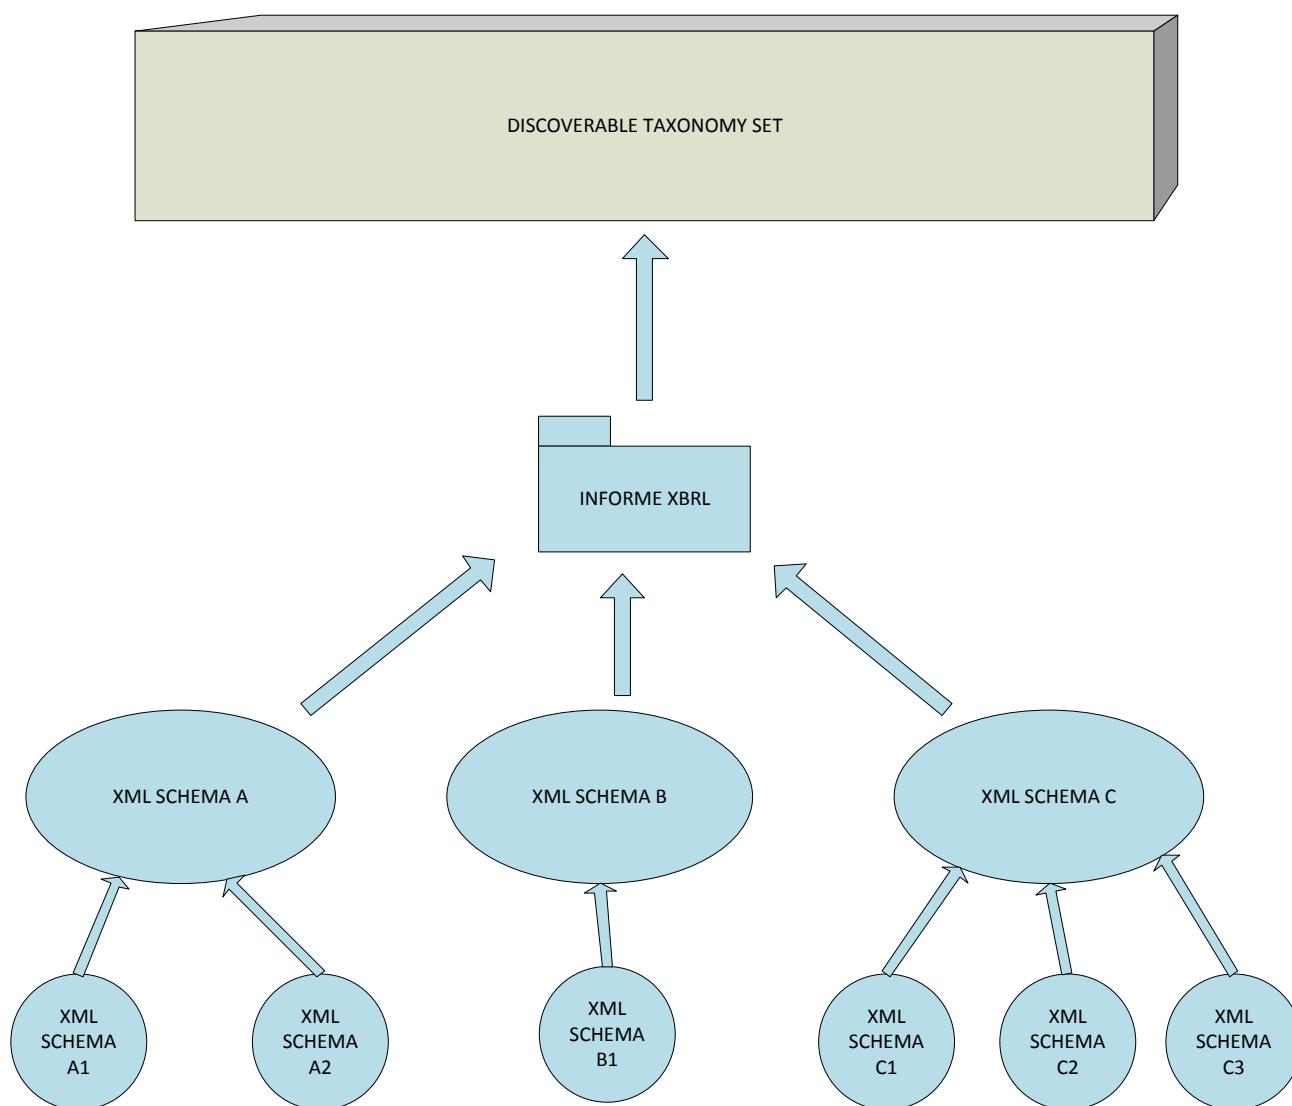 DISCOVERABLE TAXONOMY SET
INFORME XBRL
XML SCHEMA A
XML SCHEMA B
XML SCHEMA C
XML
SCHEMA
A1
XML
SCHEMA
A2
XML
SCHEMA
B1
XML
SCHEMA
C1
XML
SCHEMA
C2
XML
SCHEMA
C3